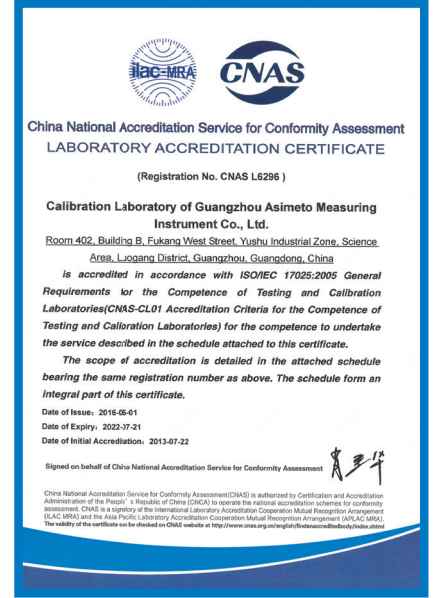 ilac-MRA
CNAS
China National Accreditation Service for Conformity Assessment
LABORATORY ACCREDITATION CERTIFICATE
(Registration No. CNAS L6296 )
Calibration Laboratory of Guangzhou Asimeto Measuring
Instrument Co., Ltd.
Room 402, Building B, Fukang West Street, Yushu Industrial Zone, Science
Area, Luogang District, Guangzhou, Guangdong, China
is accredited in accordance with ISO/IEC 17025:2005 General
Requirements for the Competence of Testing and Calibration
Laboratories(CNAS-CL01 Accreditation Criteria for the Competence of
Testing and Calibration Laboratories) for the competence to undertake
the service described in the schedule attached to this certificate.
The scope of accreditation is detailed in the attached schedule
bearing the same registration number as above. The schedule form an
integral part of this certificate.
Date of Issue: 2016-06-01
Date of Expiry: 2022-07-21
Date of Initial Accrediation: 2013-07-22
Signed on behalf of China National Accreditation Service for Conformity Assessment
China National Accreditation Service for Conformity Assessment(CNAS) is authorized by Certification and Accreditation
Administration of the People's Republic of China (CNCA) to operate the national accreditation schemes for conformity
assessment. CNAS is a signatory of the International Laboratory Accreditation Cooperation Mutual Recognition Arrangement
(ILAC MRA) and the Asia Pacific Laboratory Accreditation Cooperation Mutual Recognition Arrangement (APLAC MRA).
The validity of the certificate can be checked on CNAS website at http://www.cnas.org.cn/english/findanaccreditedbody/index.shtml